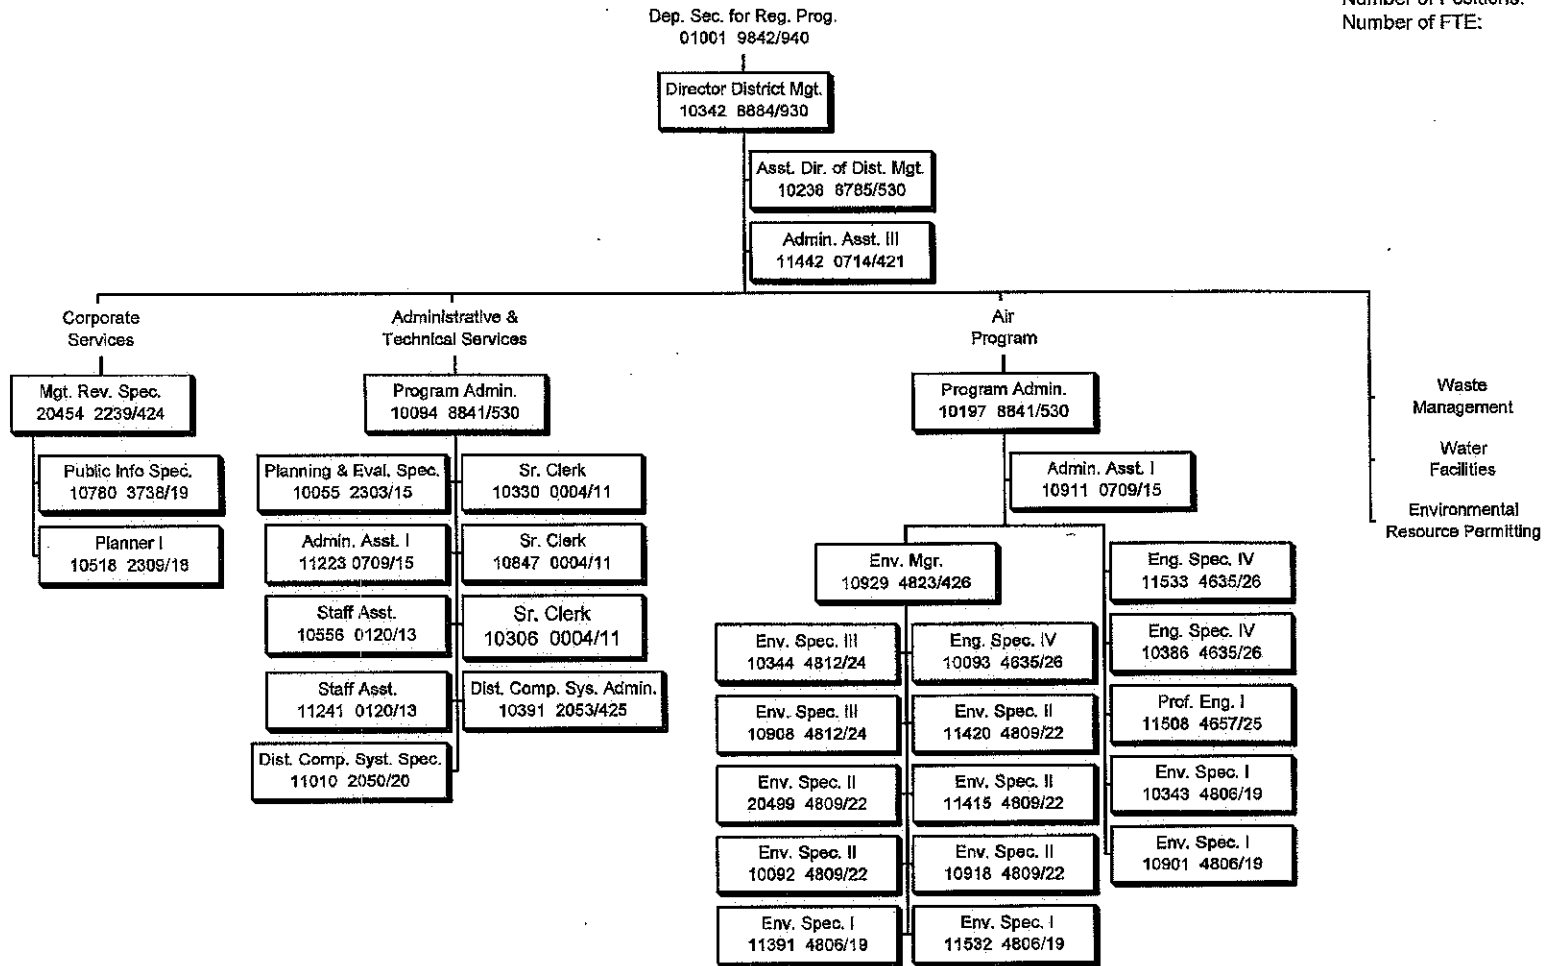 Number of Positions:
Number of FTE:
Dep. Sec. for Reg. Prog.
01001 9842/940
Director District Mgt.
10342 8884/930
Asst. Dir. of Dist. Mgt.
10238 8785/530
Admin. Asst. III
11442 0714/421
Corporate
Services
Mgt. Rev. Spec.
20454 2239/424
Public Info Spec.
10780 3738/19
Planner I
10518 2309/18
Administrative &
Technical Services
Program Admin.
10094 8841/530
Planning & Eval. Spec.
10055 2303/15
Sr. Clerk
10330 0004/11
Admin. Asst. I
11223 0709/15
Sr. Clerk
10847 0004/11
Staff Asst.
10556 0120/13
Sr. Clerk
10306 0004/11
Staff Asst.
11241 0120/13
Dist. Comp. Sys. Admin.
10391 2053/425
Dist. Comp. Syst. Spec.
11010 2050/20
Air
Program
Program Admin.
10197 8841/530
Admin. Asst. I
10911 0709/15
Env. Mgr.
10929 4823/426
Env. Spec. III
10344 4812/24
Eng. Spec. IV
10093 4635/26
Env. Spec. III
10908 4812/24
Env. Spec. II
11420 4809/22
Env. Spec. II
20499 4809/22
Env. Spec. II
11415 4809/22
Env. Spec. II
10092 4809/22
Env. Spec. II
10918 4809/22
Env. Spec. I
11391 4806/19
Env. Spec. I
11532 4806/19
Eng. Spec. IV
11533 4635/26
Eng. Spec. IV
10386 4635/26
Prof. Eng. I
11508 4657/25
Env. Spec. I
10343 4806/19
Env. Spec. I
10901 4806/19
Waste
Management
Water
Facilities
Environmental
Resource Permitting